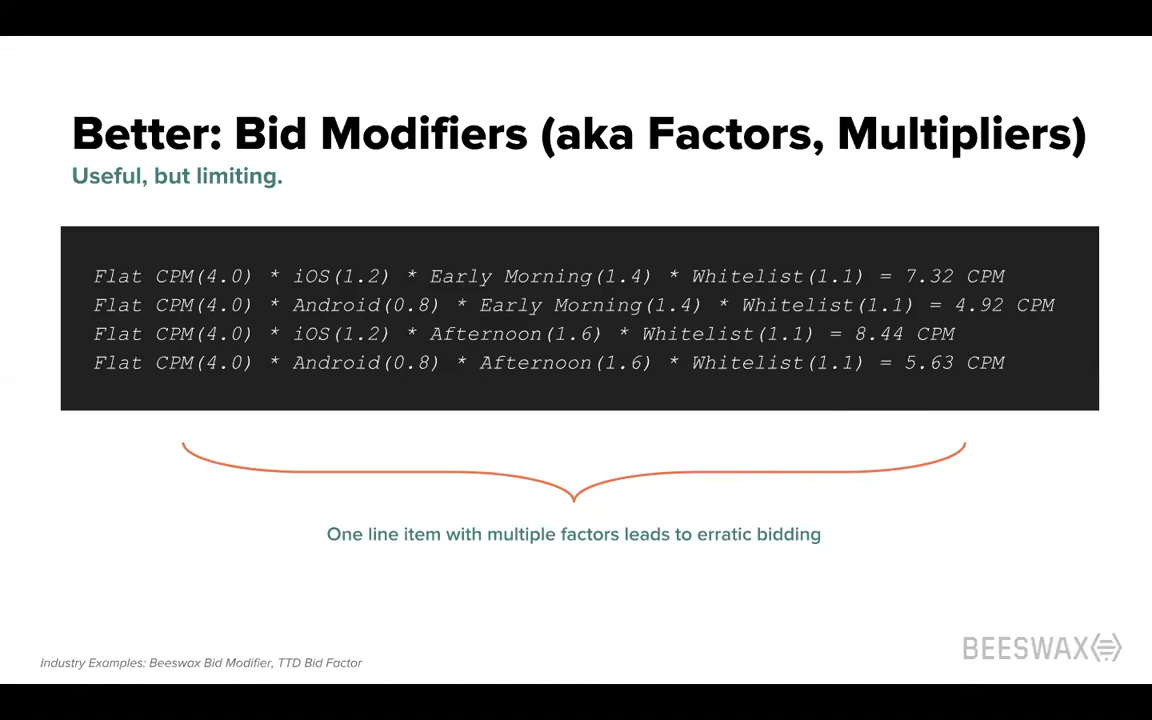 Better: Bid Modifiers (aka Factors, Multipliers)
Useful, but limiting.
Flat CPM(4.0) * iOS(1.2) * Early Morning(1.4) * Whitelist(1.1) = 7.32 CPM
Flat CPM(4.0) * Android(0.8) * Early Morning(1.4) * Whitelist(1.1) = 4.92 CPM
Flat CPM(4.0) * iOS(1.2) * Afternoon(1.6) * Whitelist(1.1) = 8.44 CPM
Flat CPM(4.0) * Android(0.8) * Afternoon(1.6) * Whitelist(1.1) = 5.63 CPM
One line item with multiple factors leads to erratic bidding
Industry Examples: Beeswax Bid Modifier, TTD Bid Factor
BEESWAX